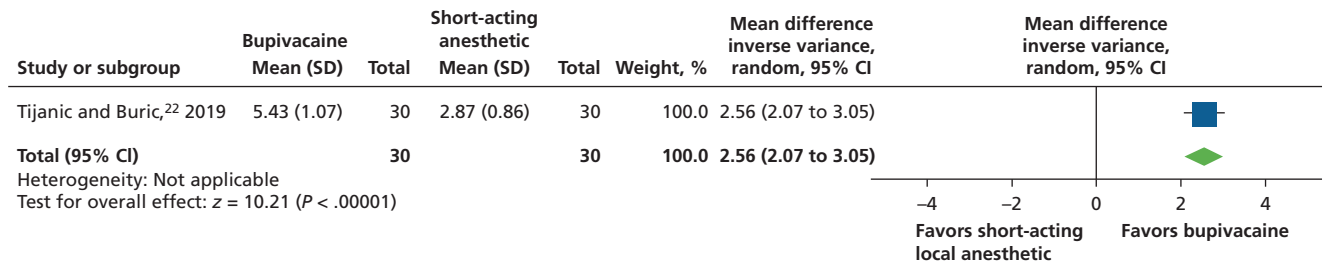 Bupivacaine
Short-acting
anesthetic
Mean difference
inverse variance,
random, 95% CI
Mean difference
inverse variance,
random, 95% CI
Study or subgroup Mean (SD) Total Mean (SD) Total Weight, %
Tijanic and Buric,22 2019 5.43 (1.07) 30 2.87 (0.86) 30 100.0 2.56 (2.07 to 3.05)
Total (95% Cl) 30 30 100.0 2.56 (2.07 to 3.05)
Heterogeneity: Not applicable
Test for overall effect: z = 10.21 (P < .00001)
–4 –2 0 2 4
Favors short-acting
local anesthetic
Favors bupivacaine